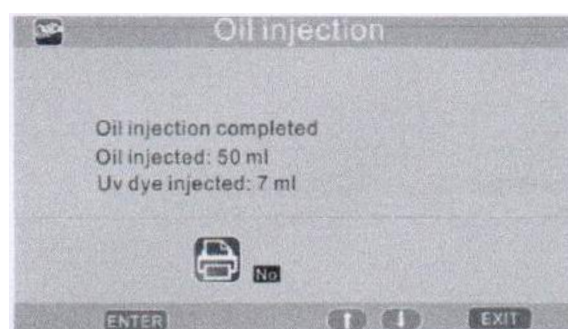 Oil injection
Oil injection completed
Oil injected: 50 ml
Uv dye injected: 7 ml
No
ENTER
EXIT